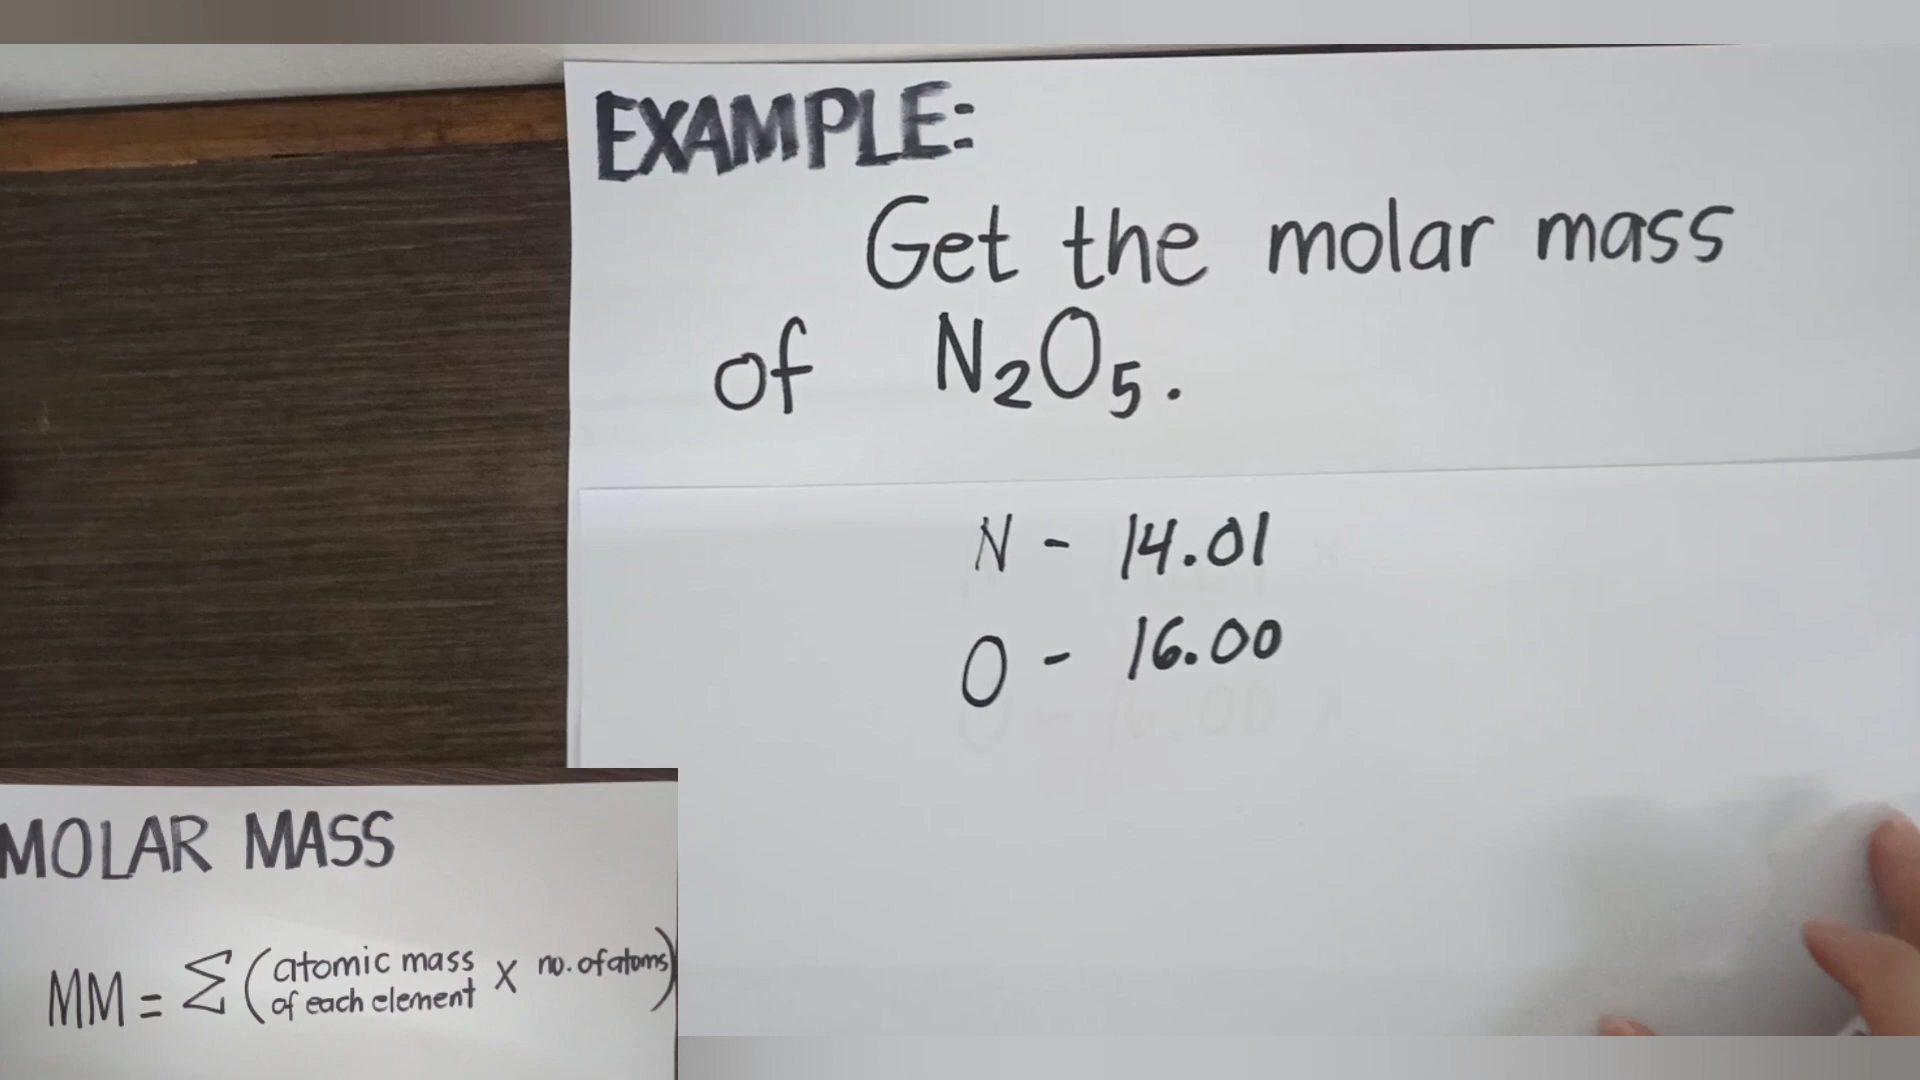 EXAMPLE:
Get the molar mass
of N₂O₅.
N - 14.01
O - 16.00
MOLAR MASS
MM = Σ (atomic mass of each element X no. of atoms)